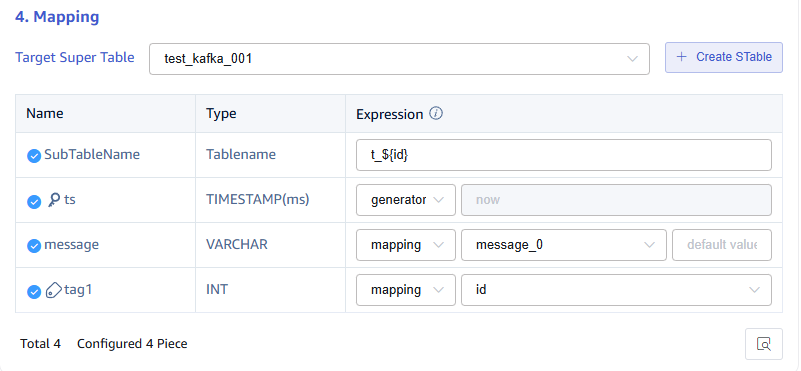 4. Mapping
Target Super Table test_kafka_001 + Create STable
Name Type Expression
SubTableName Tablename t_${id}
ts TIMESTAMP(ms) generator now
message VARCHAR mapping message_0 default value
tag1 INT mapping id
Total 4 Configured 4 Piece